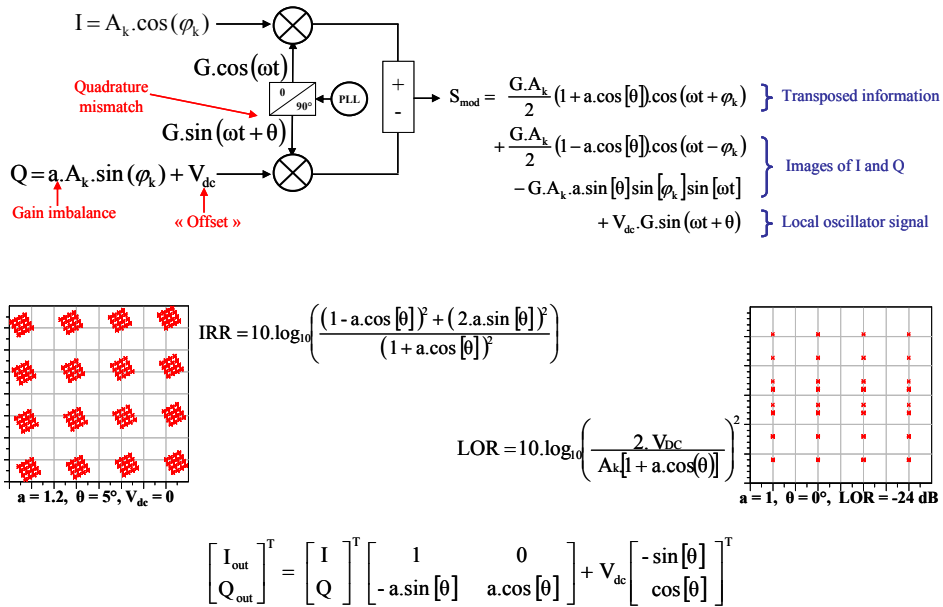 I = A_k.cos(φ_k)
G.cos(ωt)
Quadrature
mismatch
0
90°
PLL
+
-
G.sin(ωt + θ)
Q = a.A_k.sin(φ_k) + V_dc
Gain imbalance
« Offset »
S_mod = G.A_k/2 (1 + a.cos[θ]).cos(ωt + φ_k)
Transposed information
+ G.A_k/2 (1 - a.cos[θ]).cos(ωt - φ_k)
Images of I and Q
- G.A_k.a.sin[θ]sin[φ_k]sin[ωt]
+ V_dc.G.sin(ωt + θ)
Local oscillator signal
IRR = 10.log10(((1 - a.cos[θ])² + (2.a.sin[θ])²) / (1 + a.cos[θ])²)
LOR = 10.log10(2.VDC / Ak.[1 + a.cos(θ)])²
a = 1.2, θ = 5°, V_dc = 0
a = 1, θ = 0°, LOR = -24 dB
[I_out Q_out]^T = [I Q]^T [1 0 -a.sin[θ] a.cos[θ]] + V_dc [-sin[θ] cos[θ]]^T